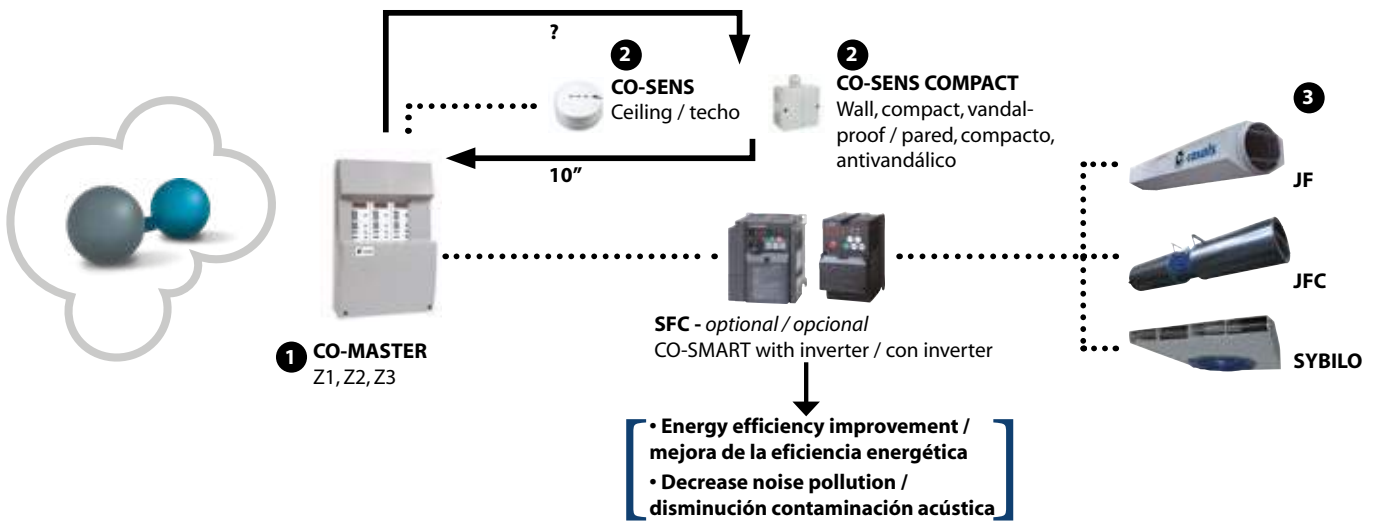 ?
2
CO-SENS
Ceiling / techo
2
CO-SENS COMPACT
Wall, compact, vandal-
proof / pared, compacto,
antivandálico
10”
3
casals
JF
JFC
SYBILO
1 CO-MASTER
Z1, Z2, Z3
SFC - optional / opcional
CO-SMART with inverter / con inverter
• Energy efficiency improvement /
mejora de la eficiencia energética
• Decrease noise pollution /
disminución contaminación acústica